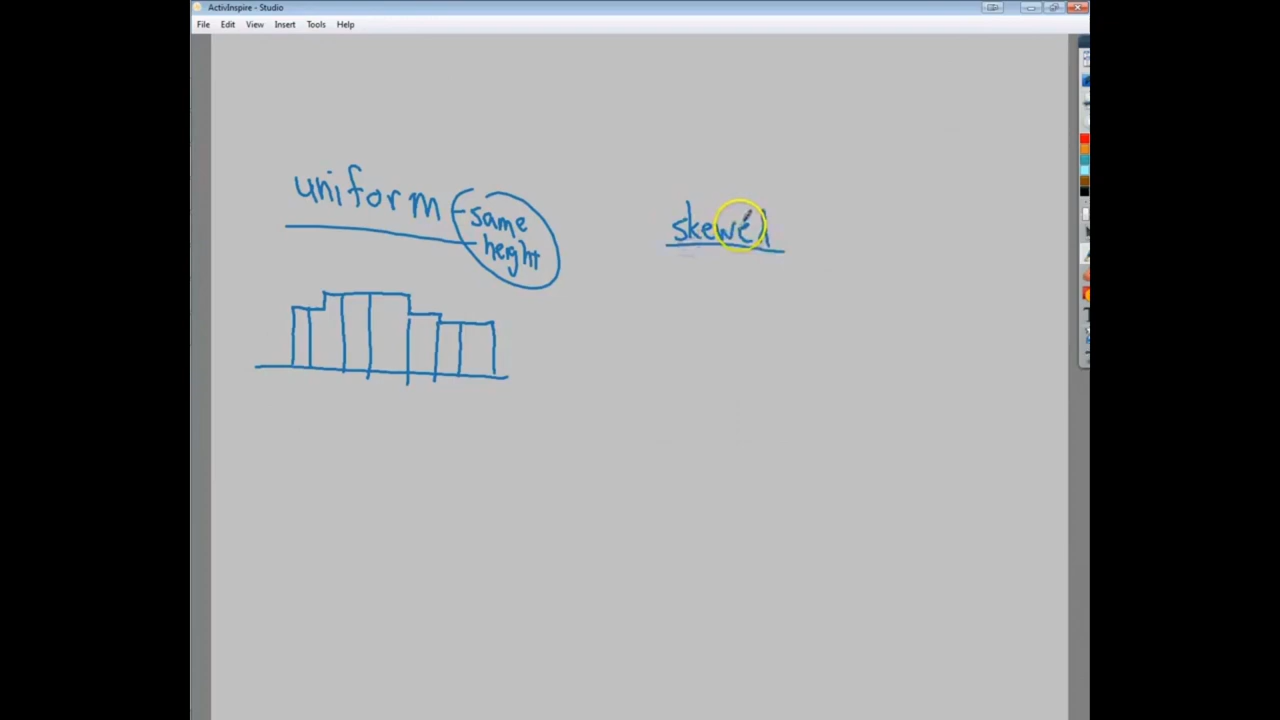 ActivInspire - Studio
File Edit View Insert Tools Help
uniform
same
height
skewed